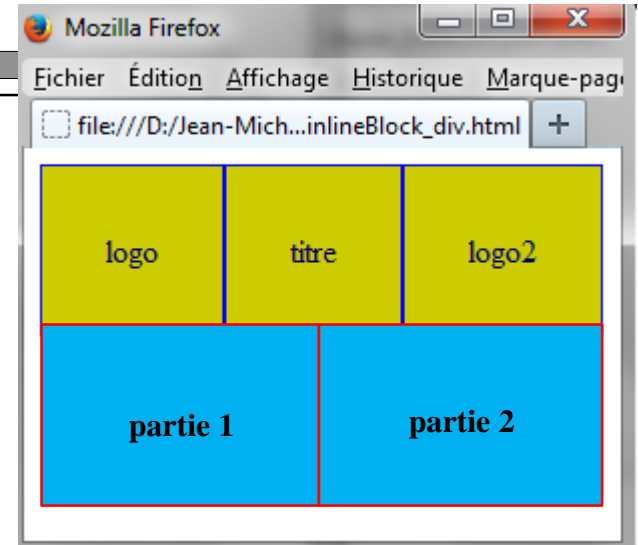 Mozilla Firefox
Fichier Édition Affichage Historique Marque-pag
file:///D:/Jean-Mich...inlineBlock_div.html +
logo titre logo2
partie 1 partie 2